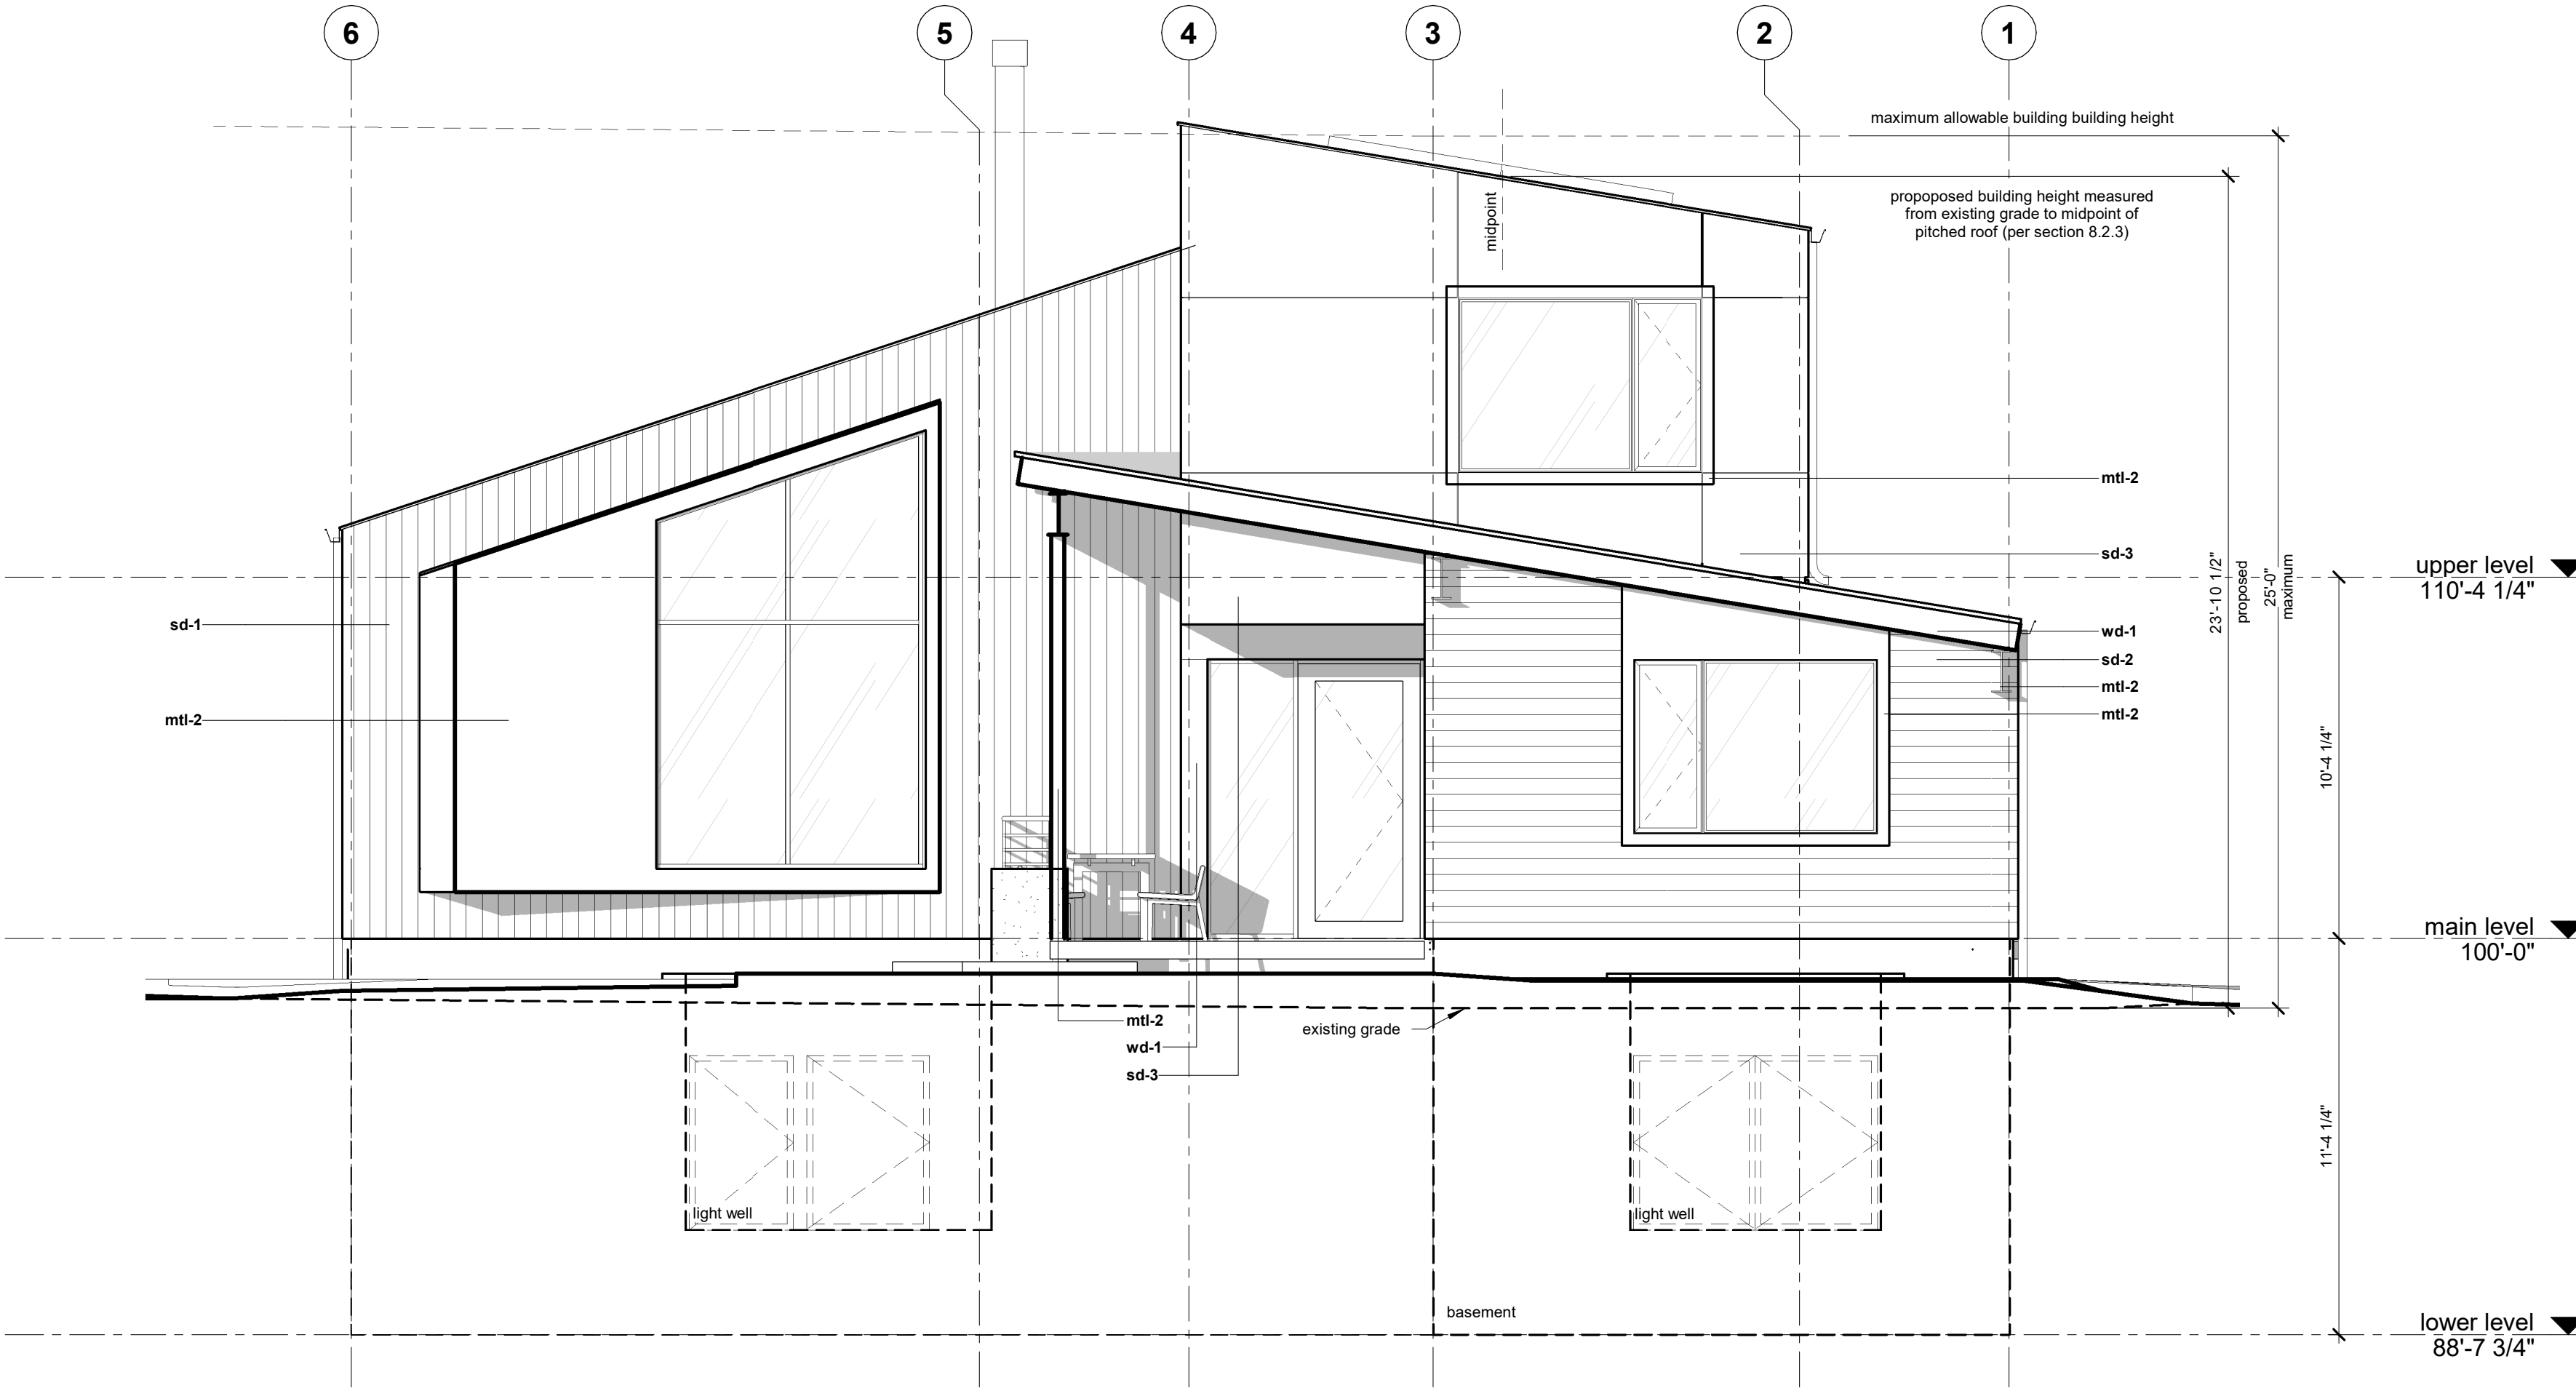 6
5
4
3
2
1
maximum allowable building building height
propoposed building height measured
from existing grade to midpoint of
pitched roof (per section 8.2.3)
midpoint
mtl-2
sd-3
upper level
110'-4 1/4"
23'-10 1/2"
proposed
25'-0"
maximum
sd-1
wd-1
sd-2
mtl-2
mtl-2
mtl-2
10'-4 1/4"
main level
100'-0"
mtl-2
existing grade
wd-1
sd-3
11'-4 1/4"
light well
light well
basement
lower level
88'-7 3/4"